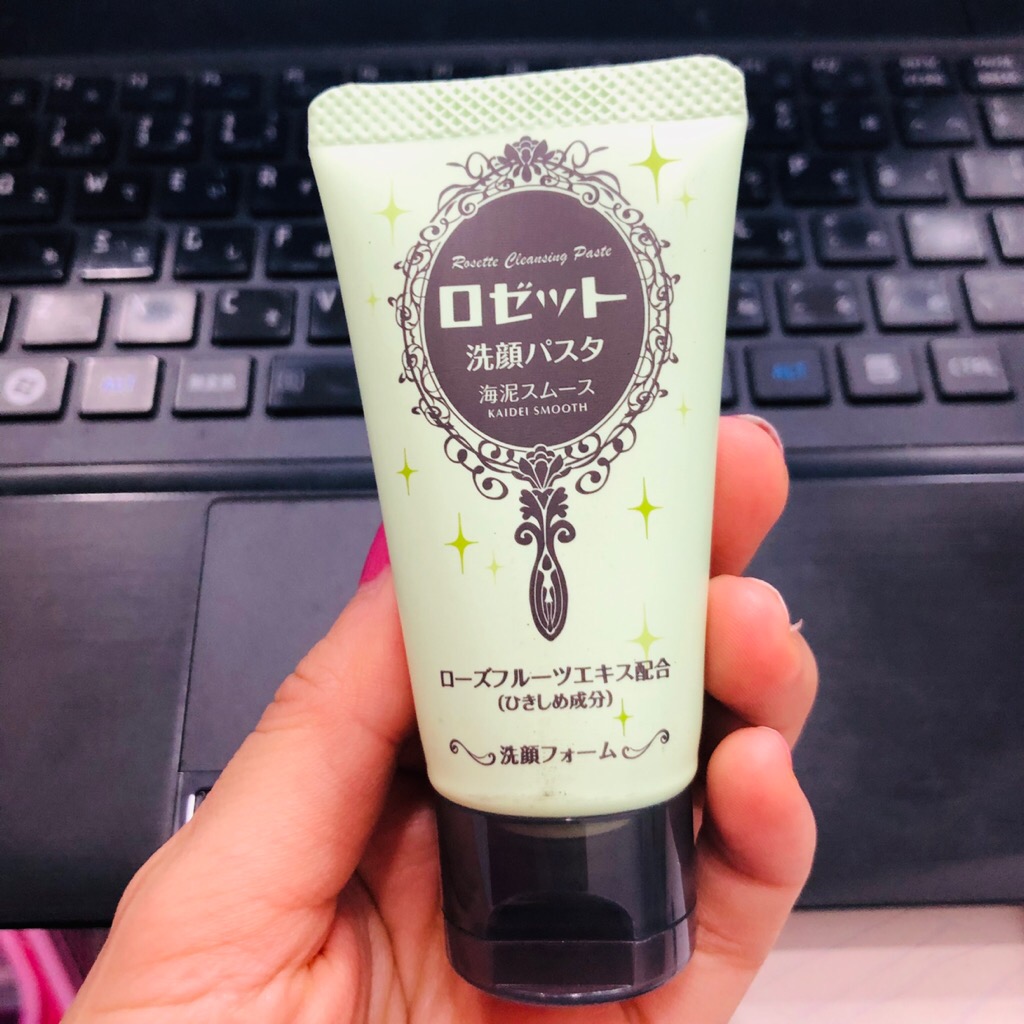 Rosette Cleansing Paste
ロゼット
洗顔パスタ
海泥スムース
KAIDEI SMOOTH
ローズフルーツエキス配合
(ひきしめ成分)
洗顔フォーム